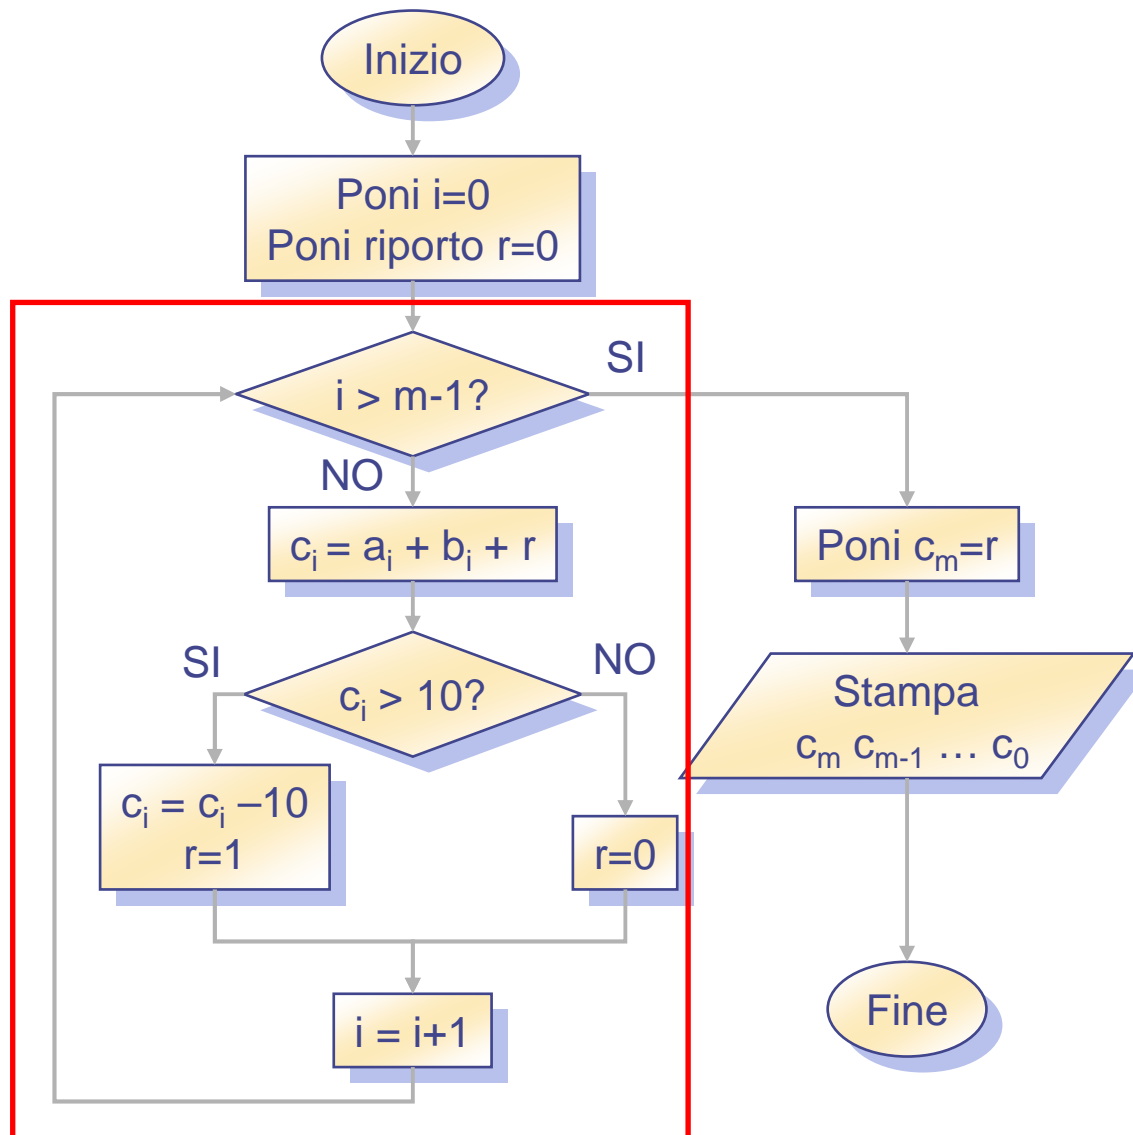 Inizio
Poni i=0
Poni riporto r=0
i > m-1?
SI
NO
cᵢ = aᵢ + bᵢ + r
Poni cₘ=r
SI
NO
cᵢ > 10?
Stampa
cₘ cₘ₋₁ … c₀
cᵢ = cᵢ –10
r=1
r=0
i = i+1
Fine